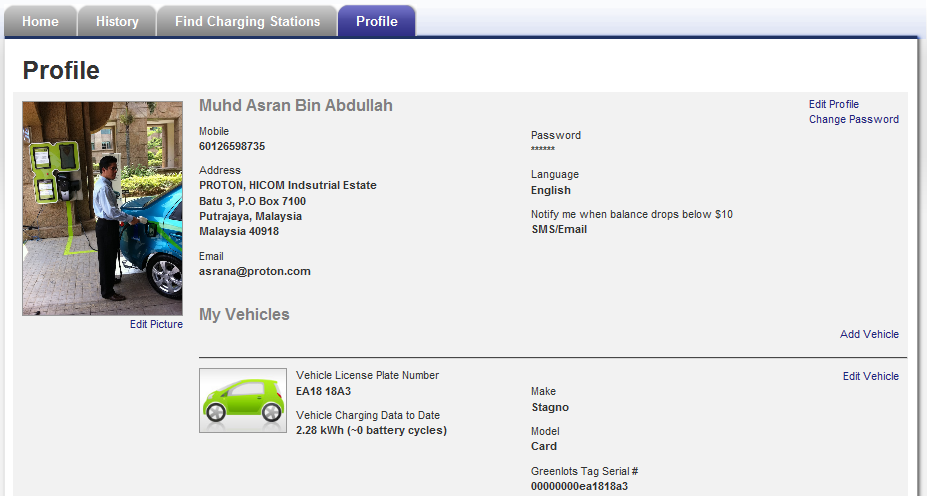 Home
History
Find Charging Stations
Profile
Profile
Muhd Asran Bin Abdullah
Edit Profile
Change Password
Mobile
60126598735
Password
******
Address
PROTON, HICOM Indsutrial Estate
Batu 3, P.O Box 7100
Putrajaya, Malaysia
Malaysia 40918
Language
English
Notify me when balance drops below $10
SMS/Email
Email
asrana@proton.com
Edit Picture
My Vehicles
Add Vehicle
Vehicle License Plate Number
EA18 18A3
Edit Vehicle
Make
Stagno
Vehicle Charging Data to Date
2.28 kWh (~0 battery cycles)
Model
Card
Greenlots Tag Serial #
00000000ea1818a3